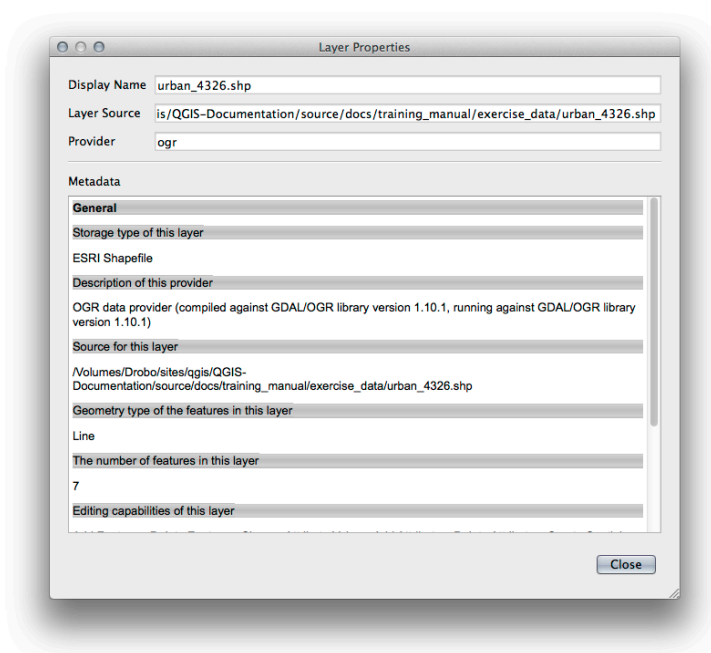 Layer Properties
Display Name urban_4326.shp
Layer Source is/QGIS-Documentation/source/docs/training_manual/exercise_data/urban_4326.shp
Provider ogr
Metadata
General
Storage type of this layer
ESRI Shapefile
Description of this provider
OGR data provider (compiled against GDAL/OGR library version 1.10.1, running against GDAL/OGR library
version 1.10.1)
Source for this layer
/Volumes/Drobo/sites/qgis/QGIS-
Documentation/source/docs/training_manual/exercise_data/urban_4326.shp
Geometry type of the features in this layer
Line
The number of features in this layer
7
Editing capabilities of this layer
Close